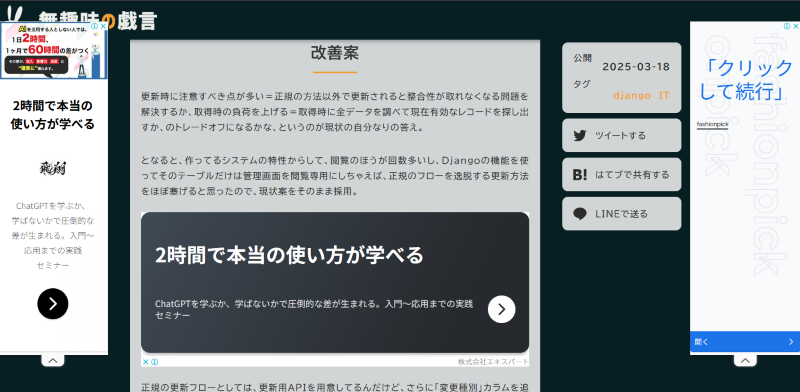 無趣味の戯言
AIを活用する人としない人では、
1日2時間、
1ヶ月で60時間の差がつく
2時間で本当の
使い方が学べる
飛翔
ChatGPTを学ぶか、
学ばないかで圧倒的な
差が生まれる。入門〜
応用までの実践
セミナー
改善案
更新時に注意すべき点が多い＝正規の方法以外で更新されると整合性が取れなくなる問題を
解決するか、取得時の負荷を上げる＝取得時に全データを調べて現在有効なレコードを探し出
すか、のトレードオフになるかな、というのが現状の自分なりの答え。
となると、作ってるシステムの特性からして、閲覧のほうが回数多いし、Djangoの機能を使
ってそのテーブルだけは管理画面を閲覧専用にしちゃえば、正規のフローを逸脱する更新方法
をほぼ塞げると思ったので、現状案をそのまま採用。
2時間で本当の使い方が学べる
ChatGPTを学ぶか、学ばないかで圧倒的な差が生まれる。入門〜応用までの実践
セミナー
株式会社エキスパート
正規の更新フローとしては、更新用APIを用意してるんだけど、さらに「変更種別」カラムを追
公開
2025-03-18
タグ
django IT
ツイートする
B! はてブで共有する
LINEで送る
「クリック
して続行」
fashionpick
fashionpick
開く